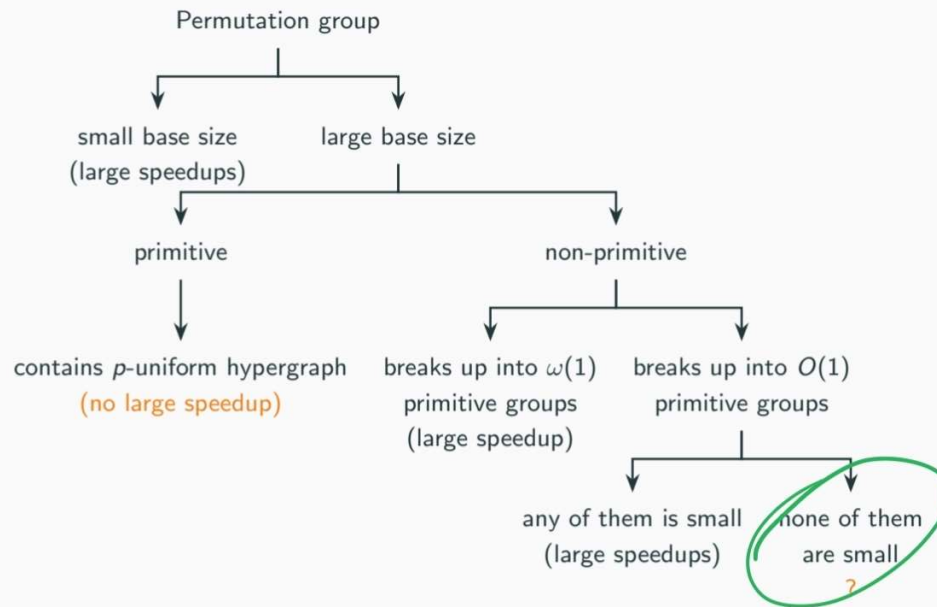 Permutation group
small base size
(large speedups)
large base size
primitive
non-primitive
contains p-uniform hypergraph
(no large speedup)
breaks up into ω(1)
primitive groups
(large speedup)
breaks up into O(1)
primitive groups
any of them is small
(large speedups)
none of them
are small
?